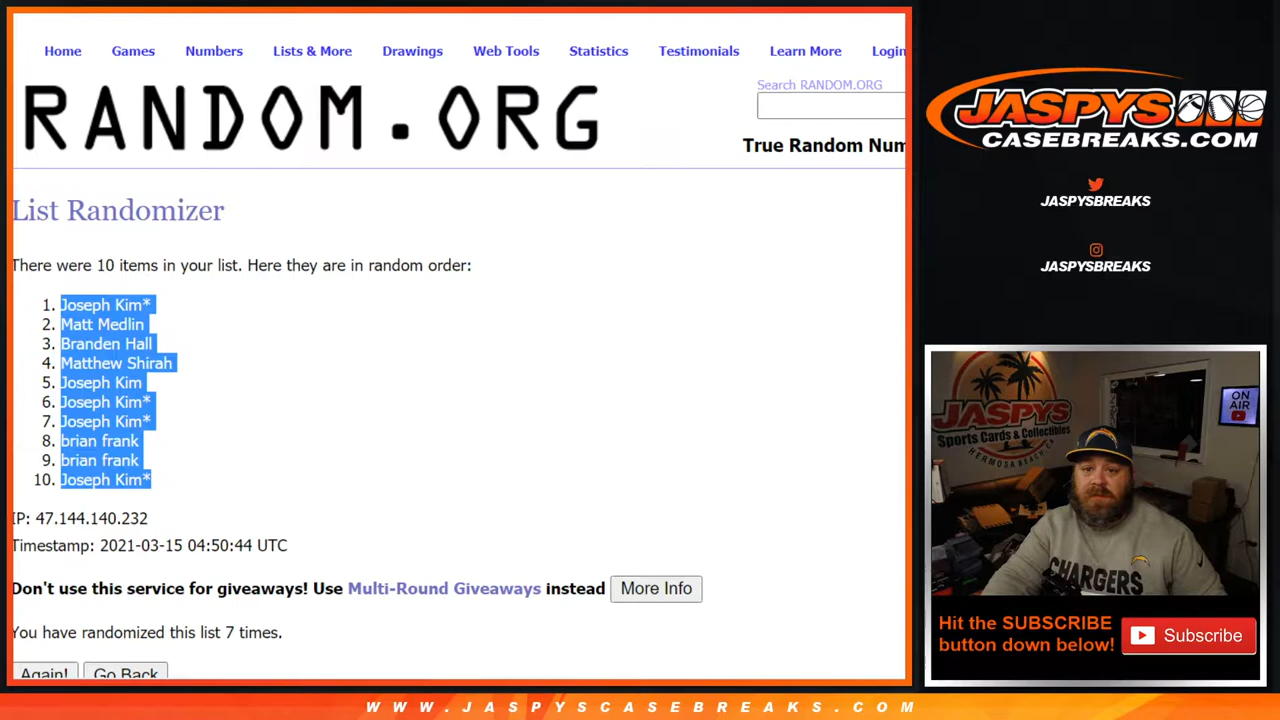 Home Games Numbers Lists & More Drawings Web Tools Statistics Testimonials Learn More Login
Search RANDOM.ORG
RANDOM.ORG
True Random Num
List Randomizer
There were 10 items in your list. Here they are in random order:
1. Joseph Kim*
2. Matt Medlin
3. Branden Hall
4. Matthew Shirah
5. Joseph Kim
6. Joseph Kim*
7. Joseph Kim*
8. brian frank
9. brian frank
10. Joseph Kim*
IP: 47.144.140.232
Timestamp: 2021-03-15 04:50:44 UTC
Don't use this service for giveaways! Use Multi-Round Giveaways instead More Info
You have randomized this list 7 times.
Again! Go Back
JASPYS
CASEBREAKS.COM
JASPYSBREAKS
JASPYSBREAKS
JASPYS
Sports Cards & Collectibles
HERMOSA BEACH, CA
ON
AIR
CHARGERS
Hit the SUBSCRIBE
button down below!
Subscribe
WWW.JASPYSCASEBREAKS.COM